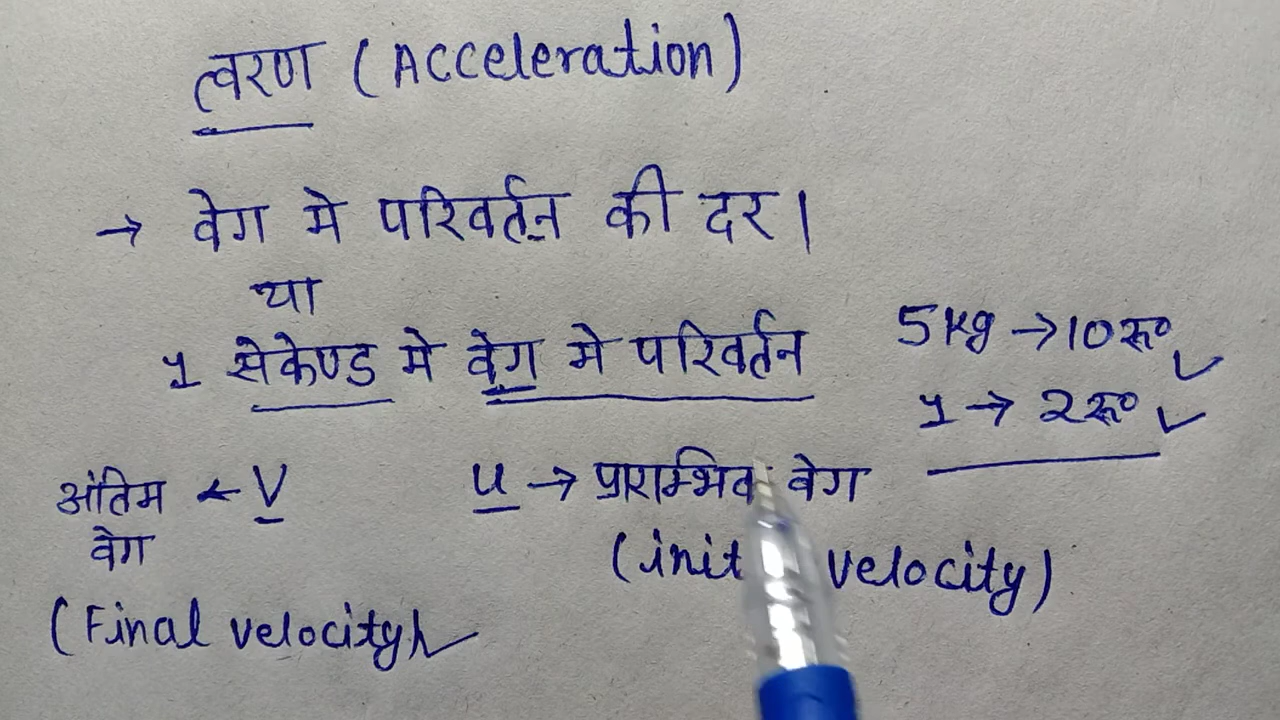 त्वरण (Acceleration)
→ वेग मे परिवर्तन की दर।
या
1 सेकेण्ड मे वेग मे परिवर्तन
5 kg → 10 रू०
1 → 2 रू०
अंतिम ← V
वेग
(Final velocity)
u → प्रारम्भिक वेग
(init velocity)